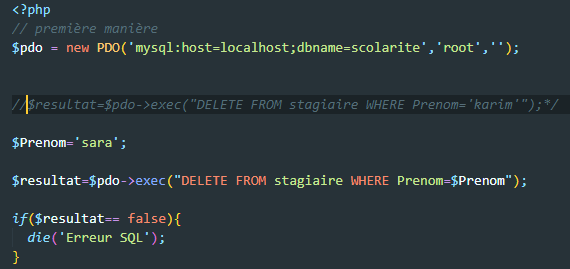 <?php
// première manière
$pdo = new PDO('mysql:host=localhost;dbname=scolarite','root','');
//$resultat=$pdo->exec("DELETE FROM stagiaire WHERE Prenom='karim'");*/
$Prenom='sara';
$resultat=$pdo->exec("DELETE FROM stagiaire WHERE Prenom=$Prenom");
if($resultat== false){
die('Erreur SQL');
}